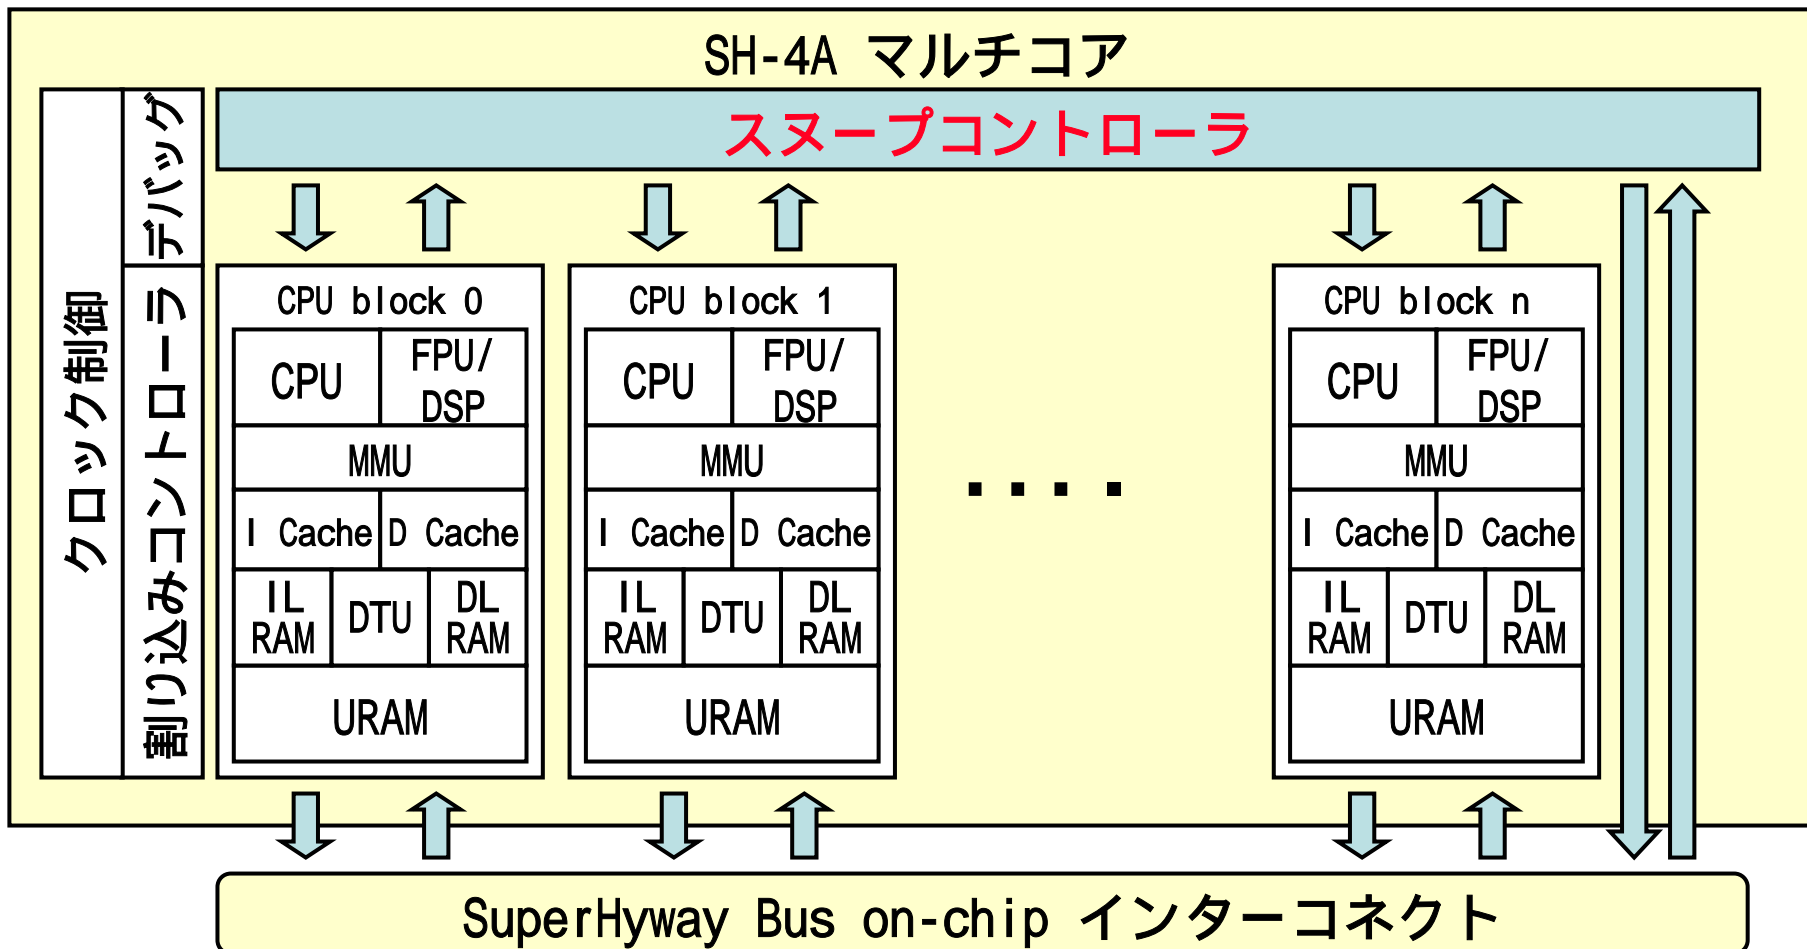 SH-4A マルチコア
スヌープコントローラ
クロック制御
デバッグ
割り込みコントローラ
CPU block 0
CPU
FPU/
DSP
MMU
I Cache
D Cache
IL
RAM
DTU
DL
RAM
URAM
CPU block 1
CPU
FPU/
DSP
MMU
I Cache
D Cache
IL
RAM
DTU
DL
RAM
URAM
....
CPU block n
CPU
FPU/
DSP
MMU
I Cache
D Cache
IL
RAM
DTU
DL
RAM
URAM
SuperHyway Bus on-chip インターコネクト